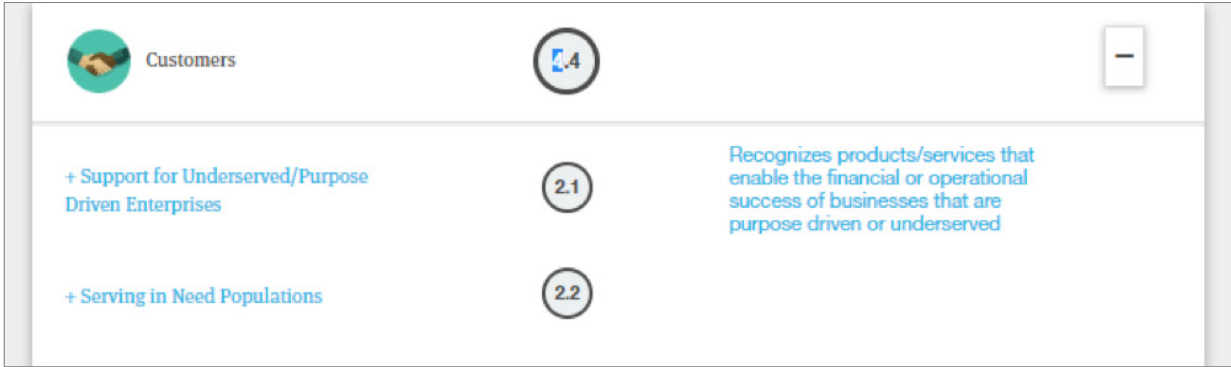 Customers
4.4
–
+ Support for Underserved/Purpose
Driven Enterprises
2.1
Recognizes products/services that
enable the financial or operational
success of businesses that are
purpose driven or underserved
+ Serving in Need Populations
2.2